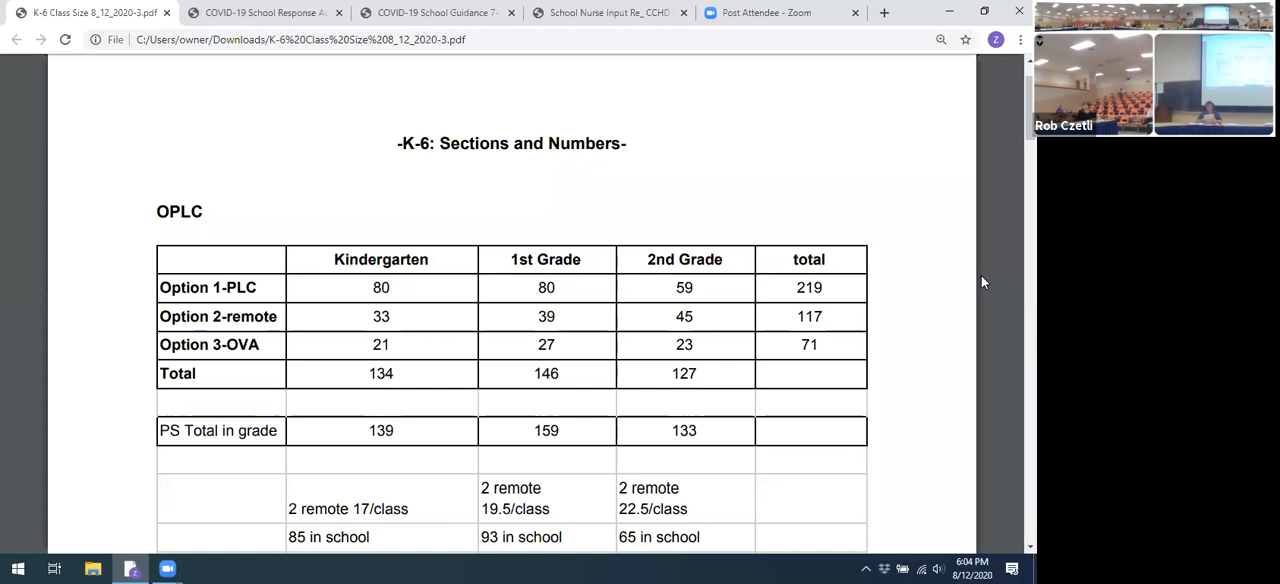 K-6 Class Size 8_12_2020-3.pdf
COVID-19 School Response Ac
COVID-19 School Guidance 7-
School Nurse Input Re_ CCHD
Post Attendee - Zoom
File
C:/Users/owner/Downloads/K-6%20Class%20Size%208_12_2020-3.pdf
Z
Rob Czetli
-K-6: Sections and Numbers-
OPLC
Kindergarten 1st Grade 2nd Grade total
Option 1-PLC 80 80 59 219
Option 2-remote 33 39 45 117
Option 3-OVA 21 27 23 71
Total 134 146 127
PS Total in grade 139 159 133
2 remote 17/class
2 remote
19.5/class
2 remote
22.5/class
85 in school 93 in school 65 in school
6:04 PM
8/12/2020